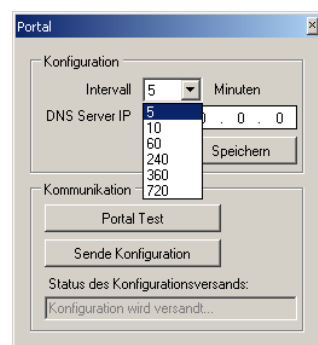 Portal
Konfiguration
Intervall 5 Minuten
DNS Server IP 0 . 0 . 0
5
10
60
240
360
720
Speichern
Kommunikation
Portal Test
Sende Konfiguration
Status des Konfigurationsversands:
Konfiguration wird versandt...